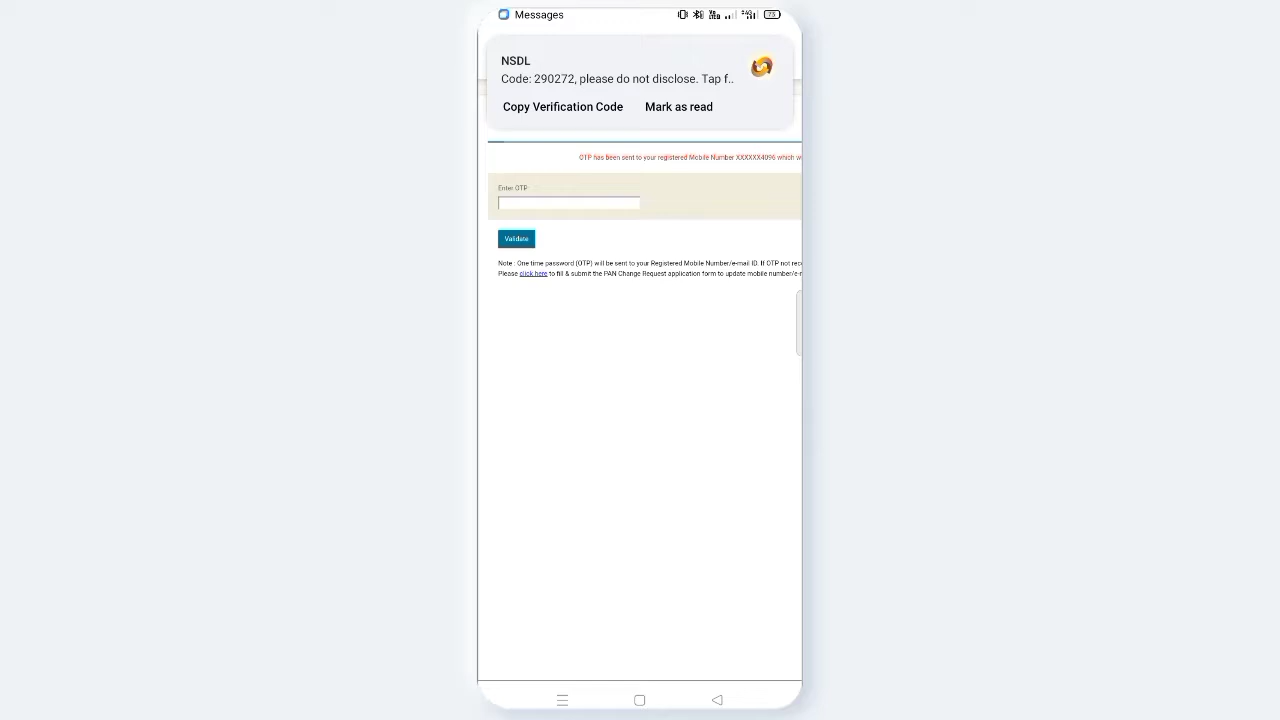 Messages
75
NSDL
Code: 290272, please do not disclose. Tap f..
Copy Verification Code Mark as read
OTP has been sent to your registered Mobile Number XXXXXX4096 which w
Enter OTP:
Validate
Note : One time password (OTP) will be sent to your Registered Mobile Number/e-mail ID. If OTP not rec
Please click here to fill & submit the PAN Change Request application form to update mobile number/e-